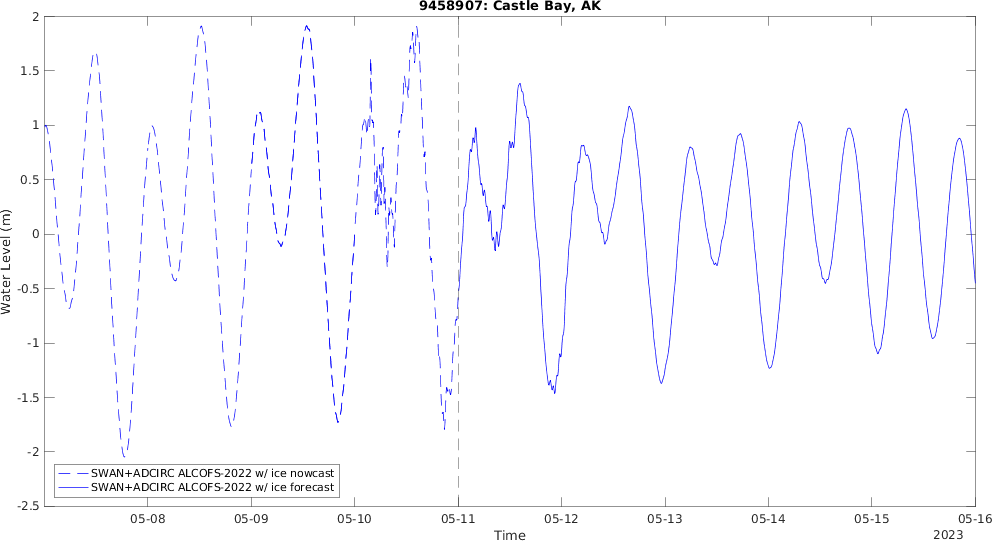 9458907: Castle Bay, AK
2
1.5
1
0.5
0
-0.5
-1
-1.5
-2
-2.5
Water Level (m)
SWAN+ADCIRC ALCOFS-2022 w/ ice nowcast
SWAN+ADCIRC ALCOFS-2022 w/ ice forecast
05-08 05-09 05-10 05-11 05-12 05-13 05-14 05-15 05-16
Time
2023